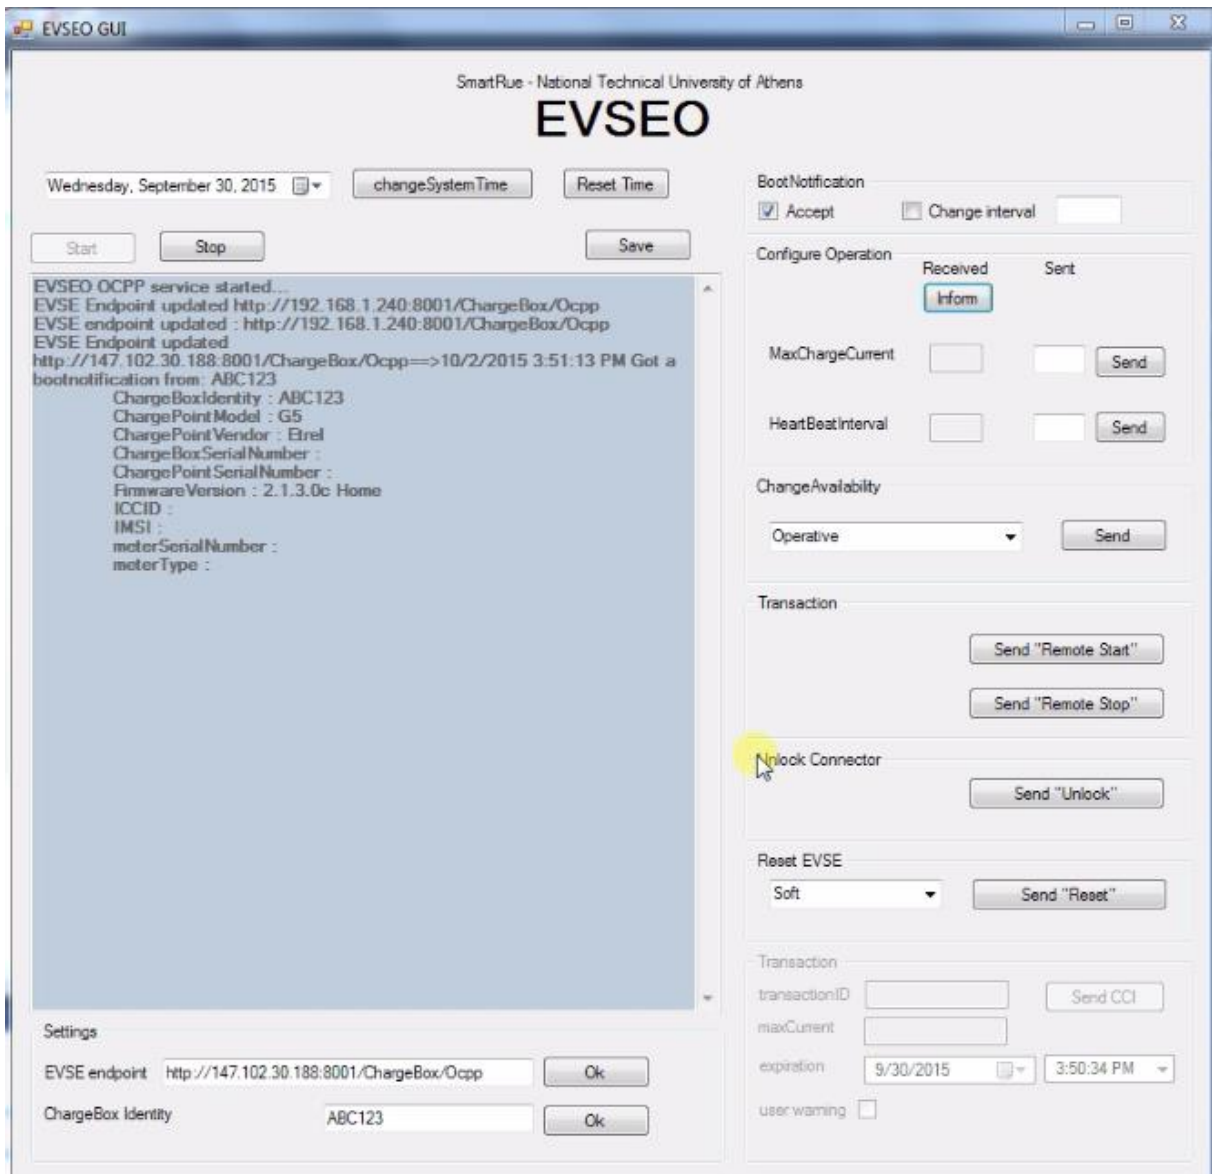 EVSEO GUI
SmartRue - National Technical University of Athens
EVSEO
Wednesday, September 30, 2015
changeSystemTime
Reset Time
Start
Stop
Save
EVSEO OCPP service started...
EVSE Endpoint updated http://192.168.1.240:8001/ChargeBox/Ocpp
EVSE endpoint updated : http://192.168.1.240:8001/ChargeBox/Ocpp
EVSE Endpoint updated
http://147.102.30.188:8001/ChargeBox/Ocpp==>10/2/2015 3:51:13 PM Got a
bootnotification from: ABC123
ChargeBoxIdentity : ABC123
ChargePointModel : G5
ChargePointVendor : Etrel
ChargeBoxSerialNumber :
ChargePointSerialNumber :
FirmwareVersion : 2.1.3.0c Home
ICCID :
IMSI :
meterSerialNumber :
meterType :
Settings
EVSE endpoint http://147.102.30.188:8001/ChargeBox/Ocpp Ok
ChargeBox Identity ABC123 Ok
BootNotification
Accept Change interval
Configure Operation
Received Sent
Inform
MaxChargeCurrent Send
HeartBeatInterval Send
ChangeAvailability
Operative Send
Transaction
Send "Remote Start"
Send "Remote Stop"
Unlock Connector
Send "Unlock"
Reset EVSE
Soft Send "Reset"
Transaction
transactionID Send CCI
maxCurrent
expiration 9/30/2015 3:50:34 PM
user warning